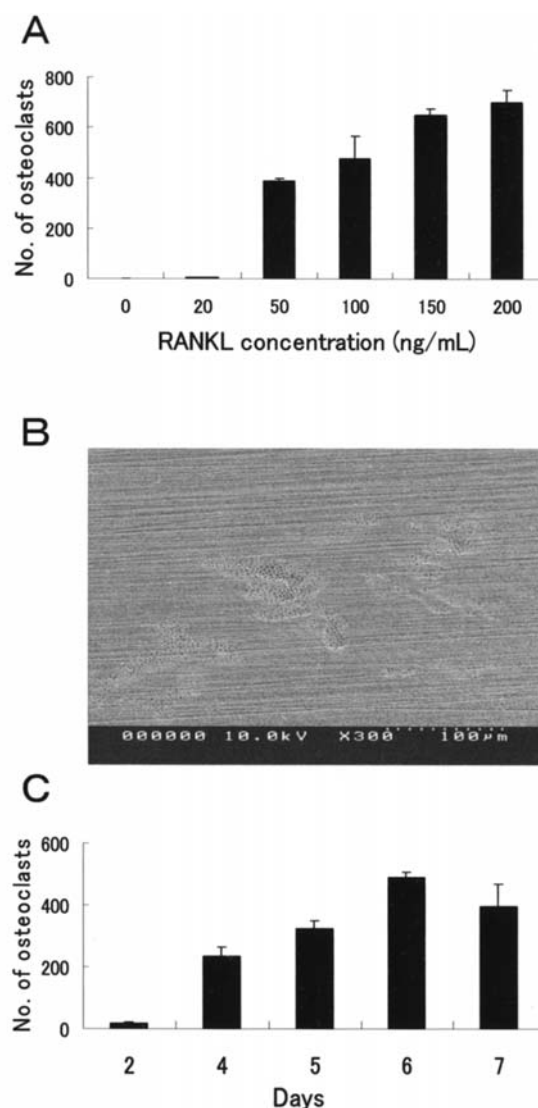 A
No. of osteoclasts
800
600
400
200
0
0 20 50 100 150 200
RANKL concentration (ng/mL)
B
000000 10.0kV X300 100µm
C
No. of osteoclasts
600
400
200
0
2 4 5 6 7
Days